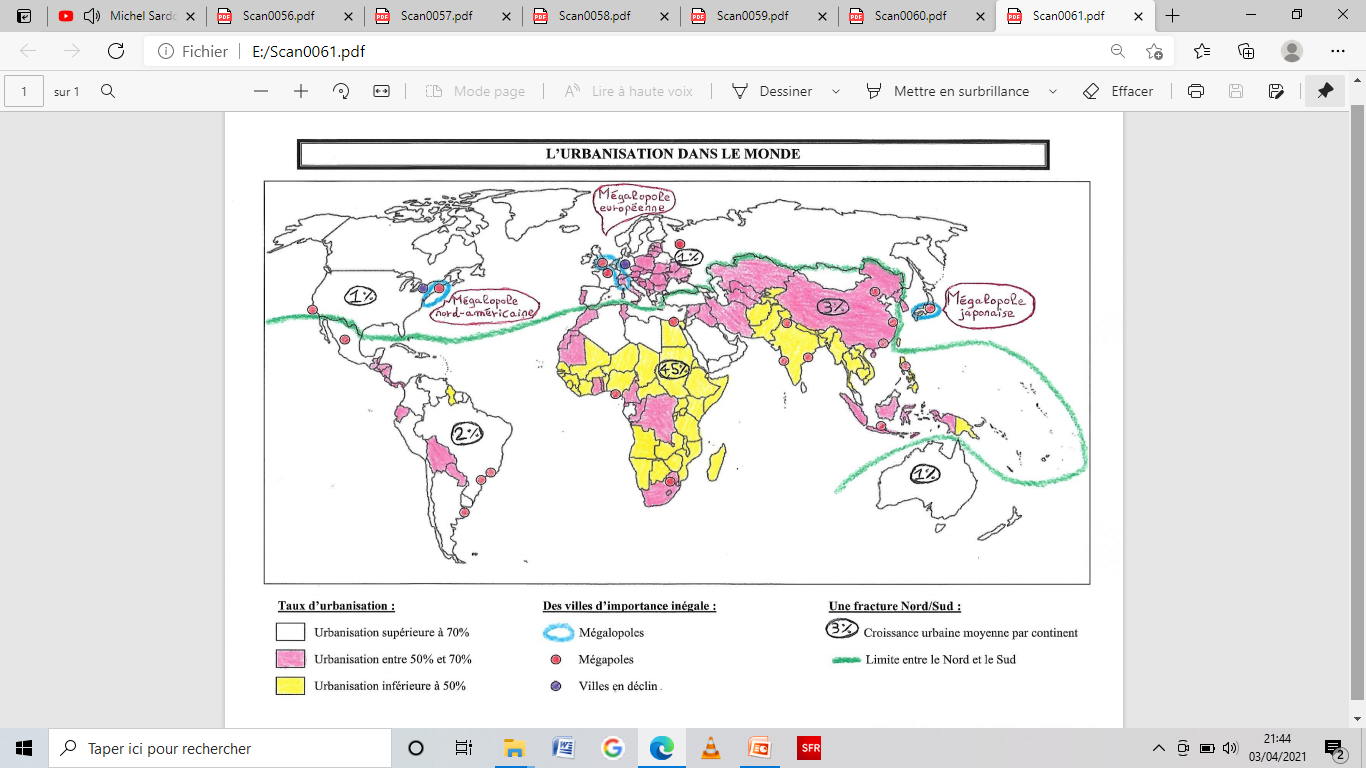 Michel Sardo
Scan0056.pdf
Scan0057.pdf
Scan0058.pdf
Scan0059.pdf
Scan0060.pdf
Scan0061.pdf
Fichier
E:/Scan0061.pdf
1
sur 1
Mode page
Lire à haute voix
Dessiner
Mettre en surbrillance
Effacer
L'URBANISATION DANS LE MONDE
Mégalopole
européenne
1%
1%
Mégalopole
nord-américaine
3%
Mégalopole
japonaise
4.5%
2%
1%
Taux d'urbanisation :
Urbanisation supérieure à 70%
Urbanisation entre 50% et 70%
Urbanisation inférieure à 50%
Des villes d'importance inégale :
Mégalopoles
Mégapoles
Villes en déclin .
Une fracture Nord/Sud :
3% Croissance urbaine moyenne par continent
Limite entre le Nord et le Sud
Taper ici pour rechercher
SFR
21:44
03/04/2021
2